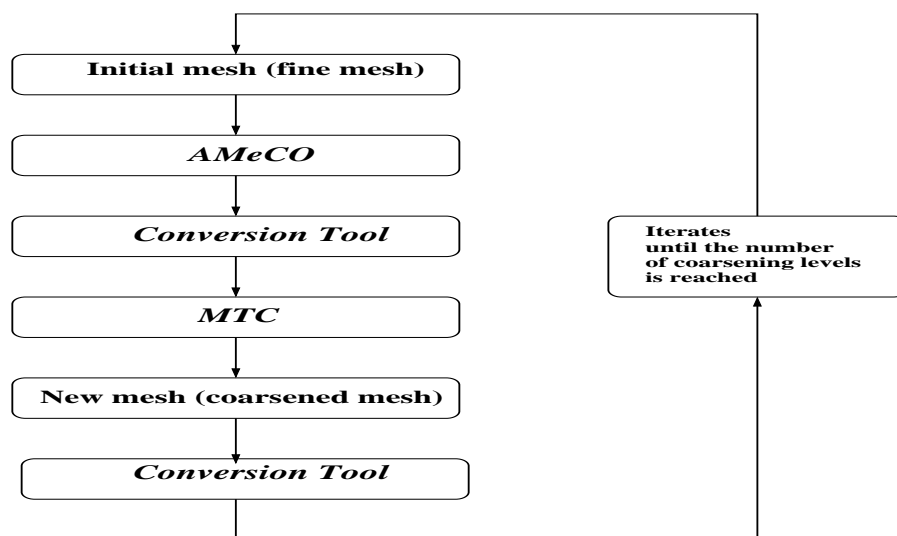 Initial mesh (fine mesh)
AMeCO
Conversion Tool
MTC
New mesh (coarsened mesh)
Conversion Tool
Iterates
until the number
of coarsening levels
is reached